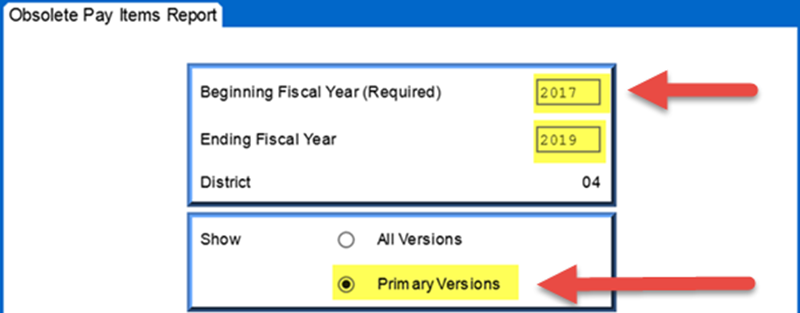 Obsolete Pay Items Report
Beginning Fiscal Year (Required) 2017
Ending Fiscal Year 2019
District 04
Show All Versions
Primary Versions